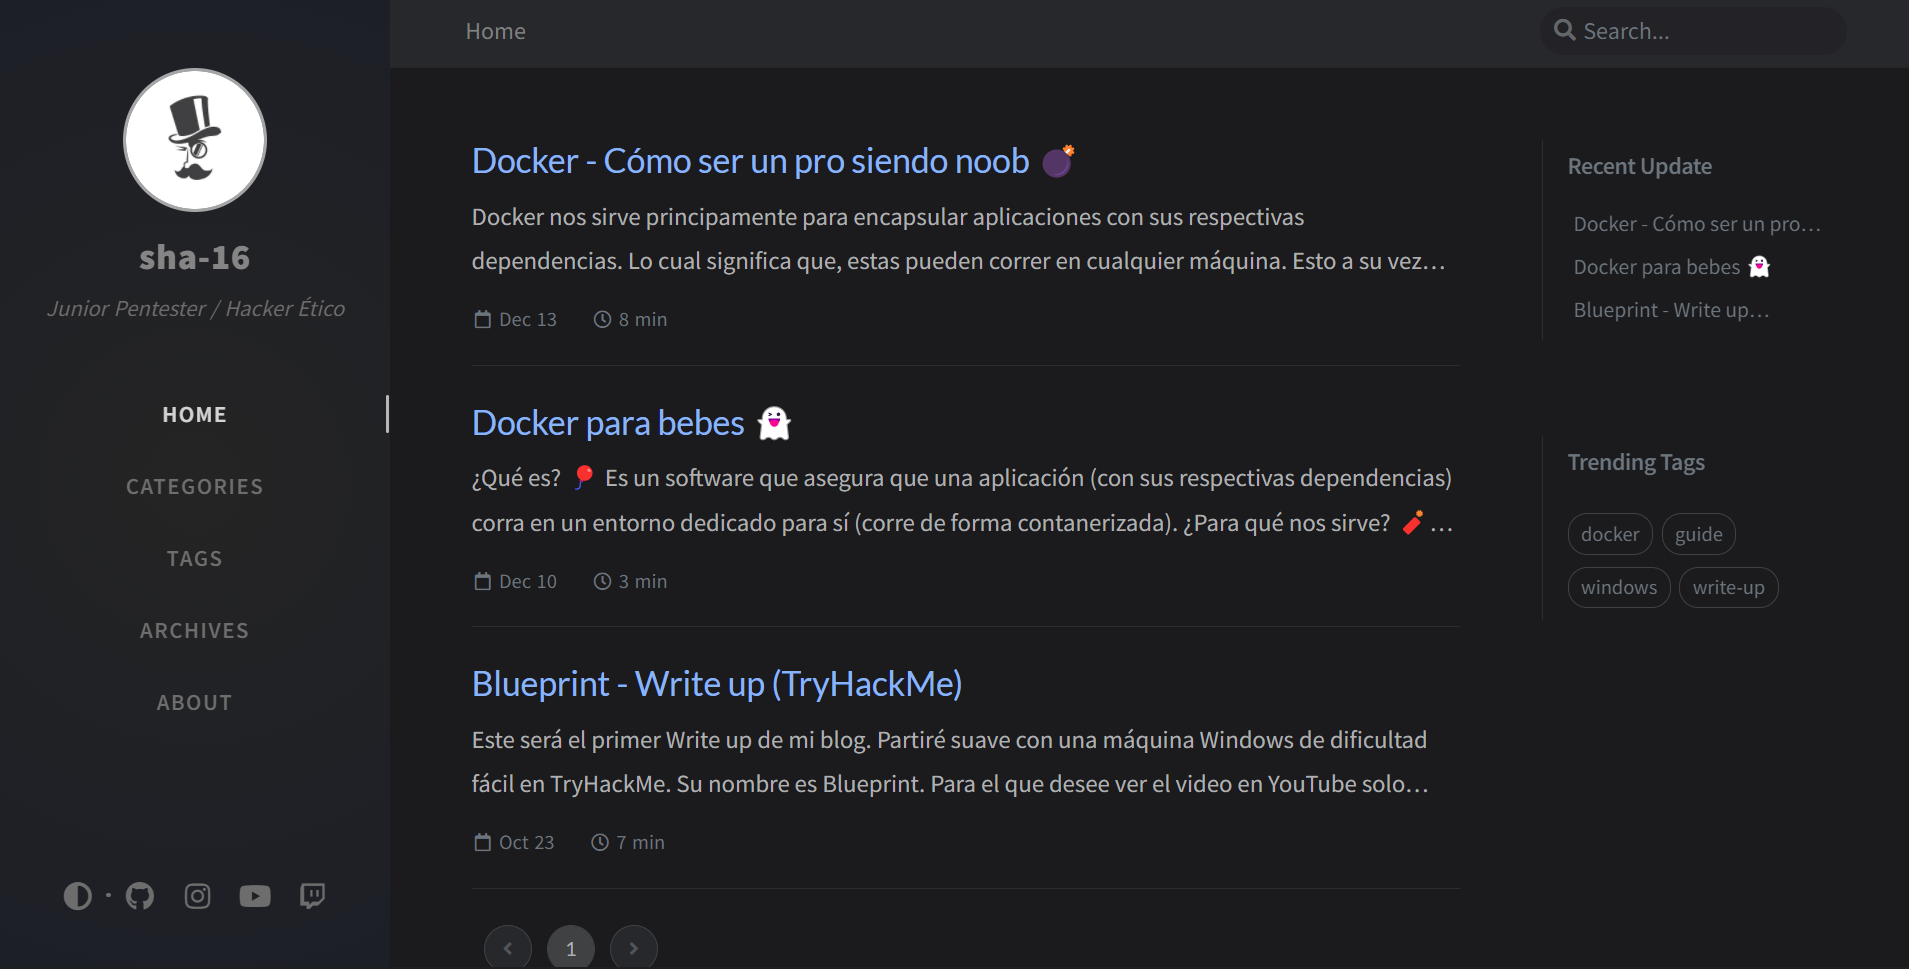 sha-16
Junior Pentester / Hacker Ético
HOME
CATEGORIES
TAGS
ARCHIVES
ABOUT
Home
Search...
Docker - Cómo ser un pro siendo noob 💣
Docker nos sirve principamente para encapsular aplicaciones con sus respectivas
dependencias. Lo cual significa que, estas pueden correr en cualquier máquina. Esto a su vez…
Dec 13 8 min
Docker para bebes 👻
¿Qué es? 🎈 Es un software que asegura que una aplicación (con sus respectivas dependencias)
corra en un entorno dedicado para sí (corre de forma contanerizada). ¿Para qué nos sirve? 🧨 …
Dec 10 3 min
Blueprint - Write up (TryHackMe)
Este será el primer Write up de mi blog. Partiré suave con una máquina Windows de dificultad
fácil en TryHackMe. Su nombre es Blueprint. Para el que desee ver el video en YouTube solo…
Oct 23 7 min
1
Recent Update
Docker - Cómo ser un pro…
Docker para bebes 👻
Blueprint - Write up…
Trending Tags
docker guide
windows write-up